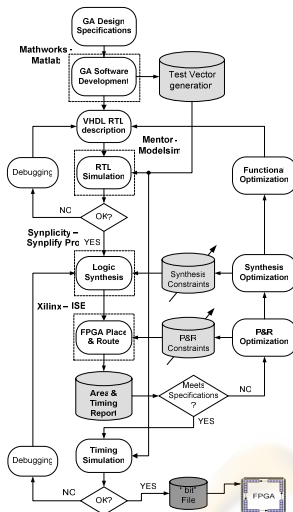 GA Design
Specifications
Mathworks -
Matlab
GA Software
Development
Test Vector
generation
VHDL RTL
description
Mentor -
Modelsim
Debugging
RTL
Simulation
Functional
Optimization
OK?
NC
YES
Synplicity –
Synplify Pro
Logic
Synthesis
Synthesis
Constraints
Synthesis
Optimization
Xilinx – ISE
FPGA Place
& Route
P&R
Constraints
P&R
Optimization
Area &
Timing
Report
Meets
Specifications
?
NC
YES
Debugging
Timing
Simulation
NC
OK?
YES
".bit"
File
FPGA